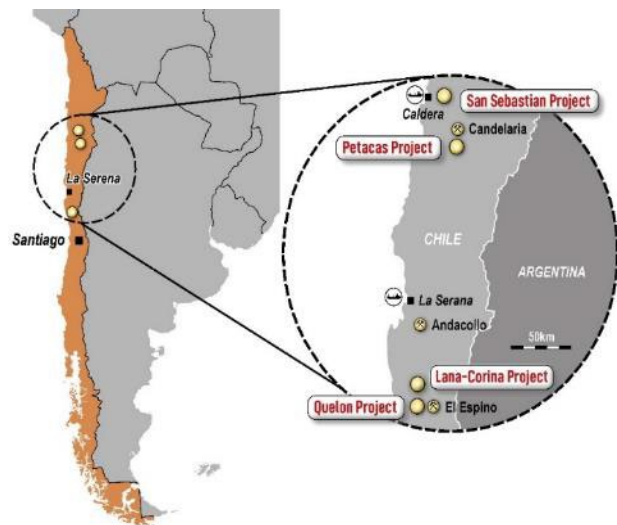 La Serena
Santiago
San Sebastian Project
Caldera
Candelaria
Petacas Project
CHILE
ARGENTINA
La Serana
Andacollo
50km
Lana-Corina Project
Quelon Project
El Espino